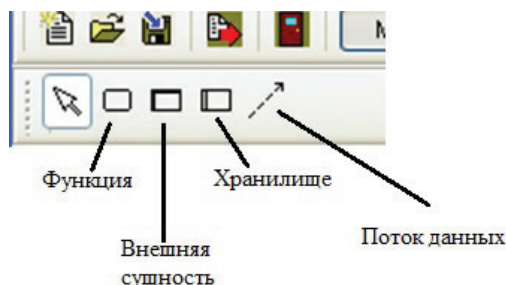 Функция
Хранилище
Внешняя
сущность
Поток данных